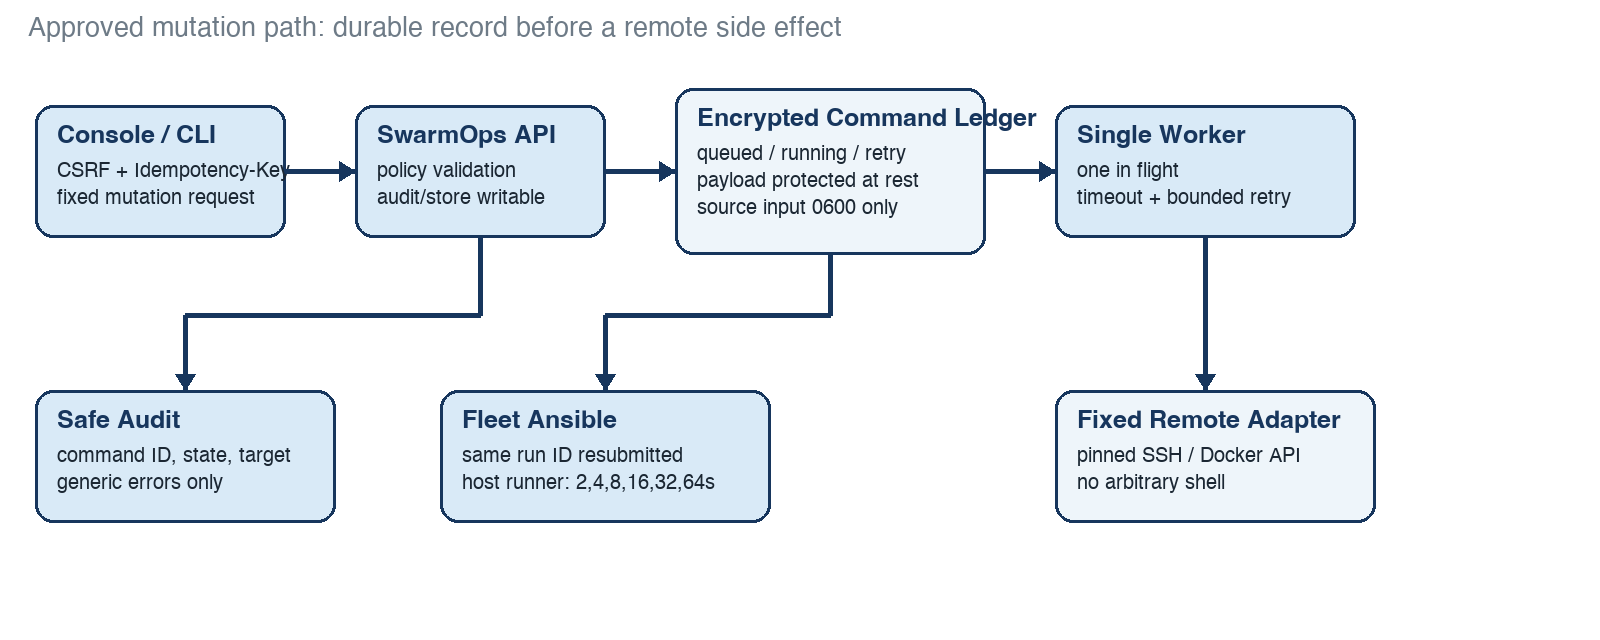 Approved mutation path: durable record before a remote side effect
Console / CLI
CSRF + Idempotency-Key
fixed mutation request
SwarmOps API
policy validation
audit/store writable
Encrypted Command Ledger
queued / running / retry
payload protected at rest
source input 0600 only
Single Worker
one in flight
timeout + bounded retry
Safe Audit
command ID, state, target
generic errors only
Fleet Ansible
same run ID resubmitted
host runner: 2,4,8,16,32,64s
Fixed Remote Adapter
pinned SSH / Docker API
no arbitrary shell